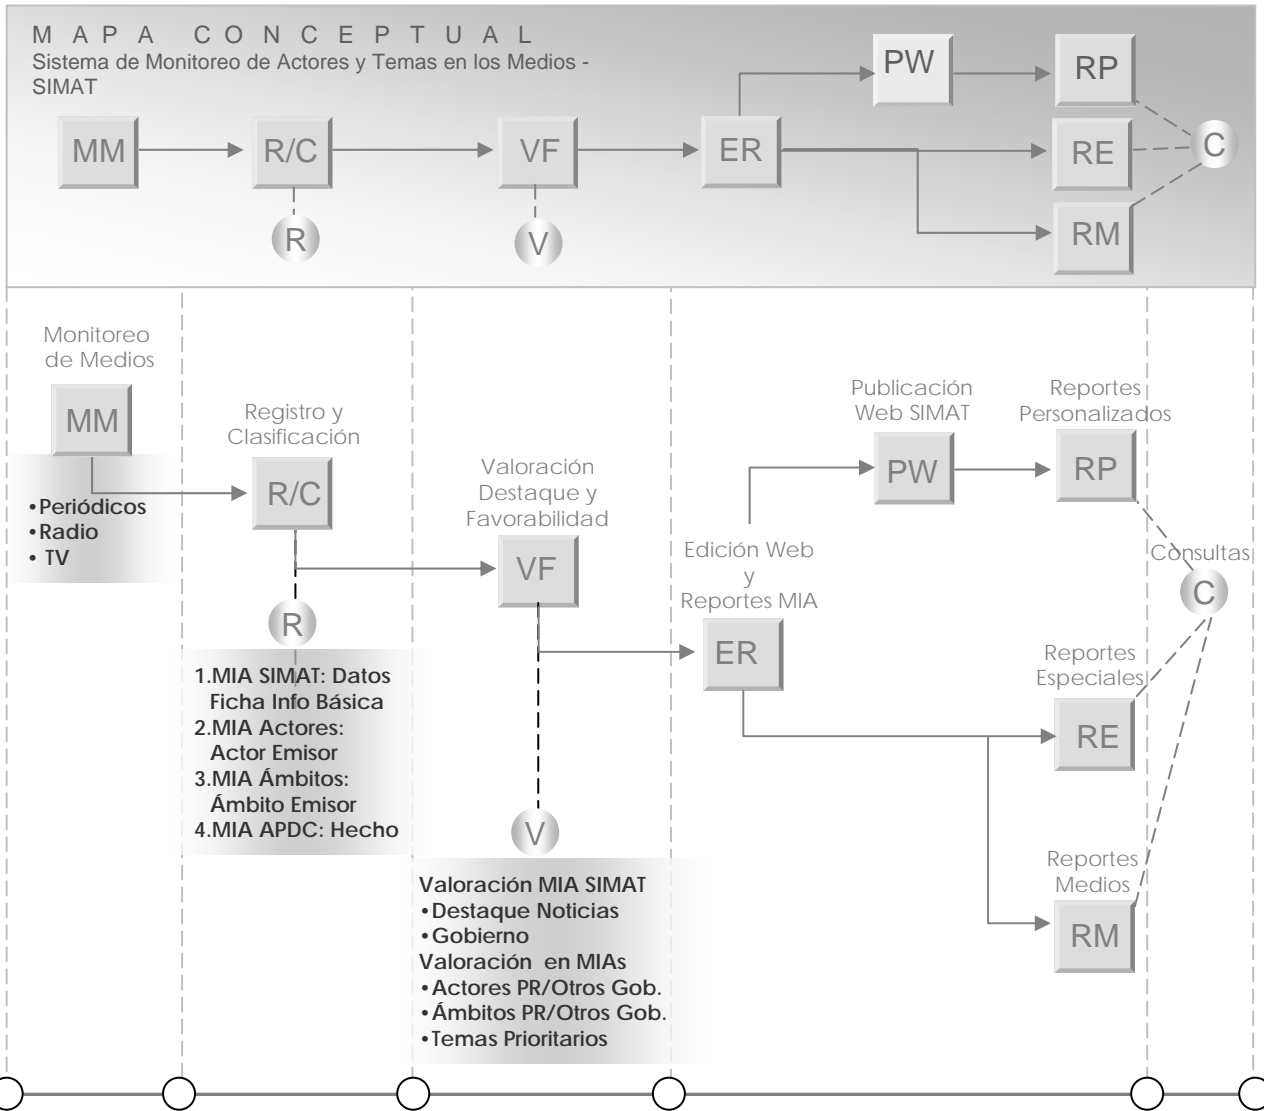 MAPA CONCEPTUAL
Sistema de Monitoreo de Actores y Temas en los Medios -
SIMAT
MM
R/C
VF
ER
PW
RP
RE
RM
C
R
V
Monitoreo
de Medios
MM
•Periódicos
•Radio
• TV
Registro y
Clasificación
R/C
R
1.MIA SIMAT: Datos
Ficha Info Básica
2.MIA Actores:
Actor Emisor
3.MIA Ámbitos:
Ámbito Emisor
4.MIA APDC: Hecho
Valoración
Destaque y
Favorabilidad
VF
V
Valoración MIA SIMAT
•Destaque Noticias
•Gobierno
Valoración en MIAs
•Actores PR/Otros Gob.
•Ámbitos PR/Otros Gob.
•Temas Prioritarios
Edición Web
y
Reportes MIA
ER
Publicación
Web SIMAT
PW
Reportes
Personalizados
RP
Consultas
C
Reportes
Especiales
RE
Reportes
Medios
RM